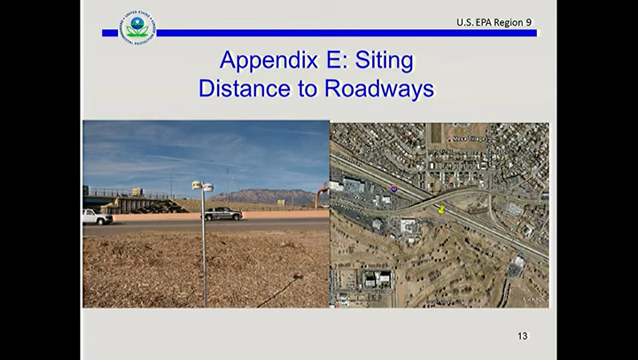 U.S. EPA Region 9
Appendix E: Siting
Distance to Roadways
13